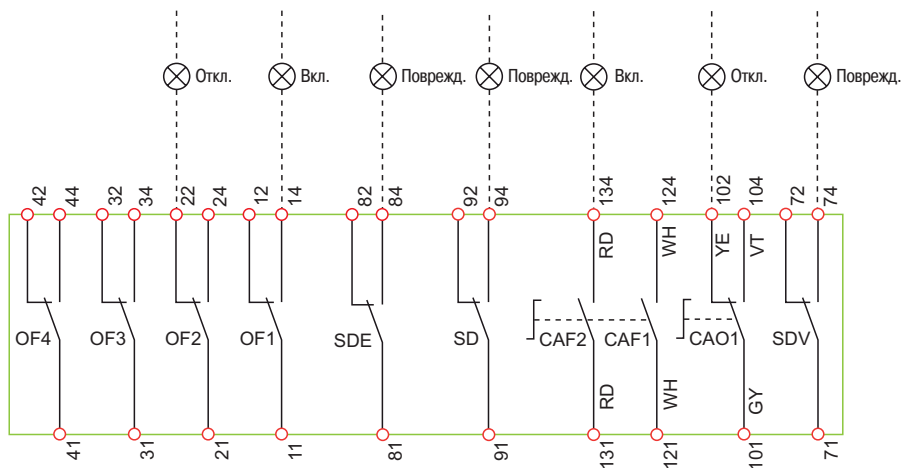 Откл.
Вкл.
Поврежд.
Поврежд.
Вкл.
Откл.
Поврежд.
42
44
32
34
22
24
12
14
82
84
92
94
134
124
102
104
72
74
RD
WH
YE
VT
OF4
OF3
OF2
OF1
SDE
SD
CAF2
CAF1
CAO1
SDV
RD
WH
GY
41
31
21
11
81
91
131
121
101
71